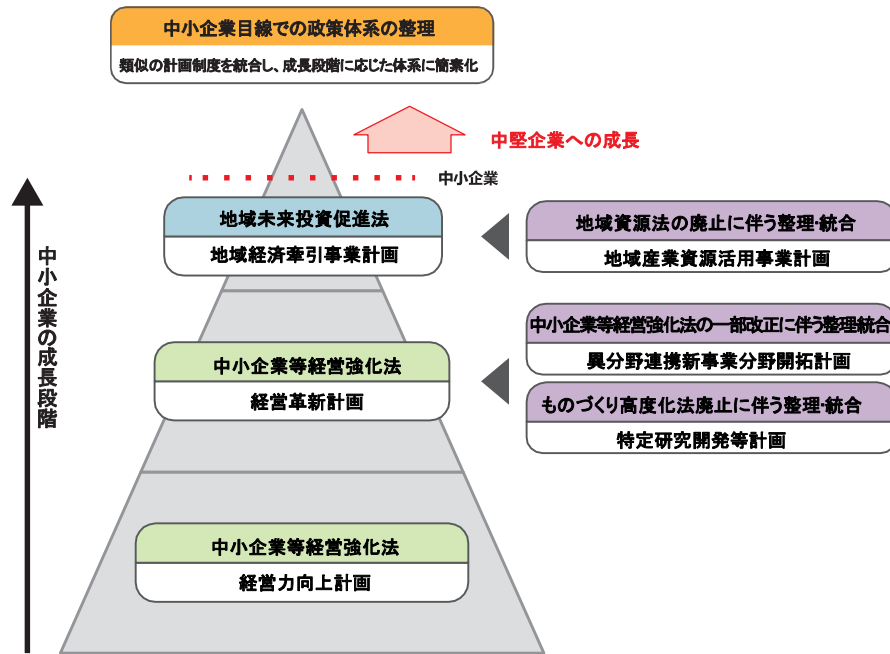 中小企業目線での政策体系の整理
類似の計画制度を統合し、成長段階に応じた体系に簡素化
中堅企業への成長
中小企業
地域未来投資促進法
地域経済牽引事業計画
地域資源法の廃止に伴う整理・統合
地域産業資源活用事業計画
中小企業の成長段階
中小企業等経営強化法の一部改正に伴う整理統合
異分野連携新事業分野開拓計画
中小企業等経営強化法
経営革新計画
ものづくり高度化法廃止に伴う整理・統合
特定研究開発等計画
中小企業等経営強化法
経営力向上計画